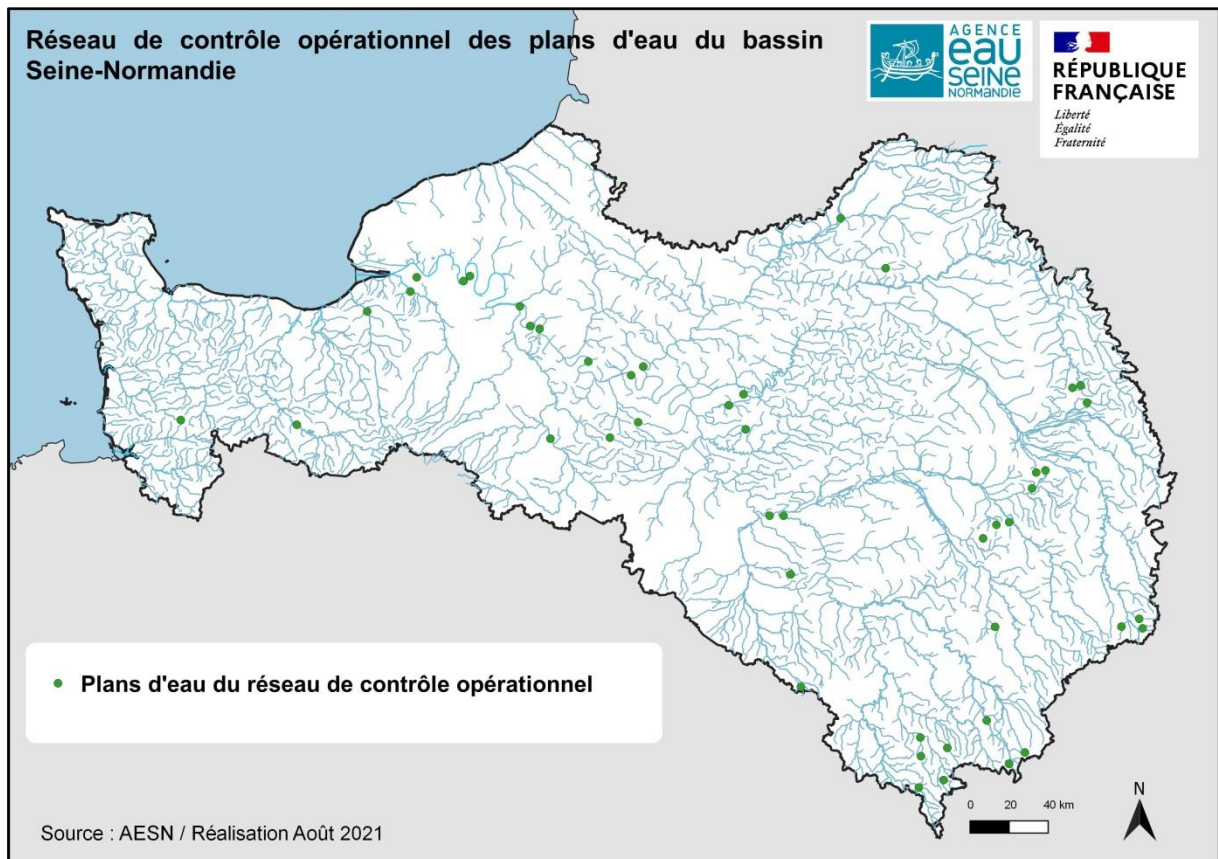 Réseau de contrôle opérationnel des plans d'eau du bassin
Seine-Normandie
AGENCE
eau
SEINE
NORMANDIE
RÉPUBLIQUE
FRANÇAISE
Liberté
Égalité
Fraternité
Plans d'eau du réseau de contrôle opérationnel
N
0 20 40 km
Source : AESN / Réalisation Août 2021